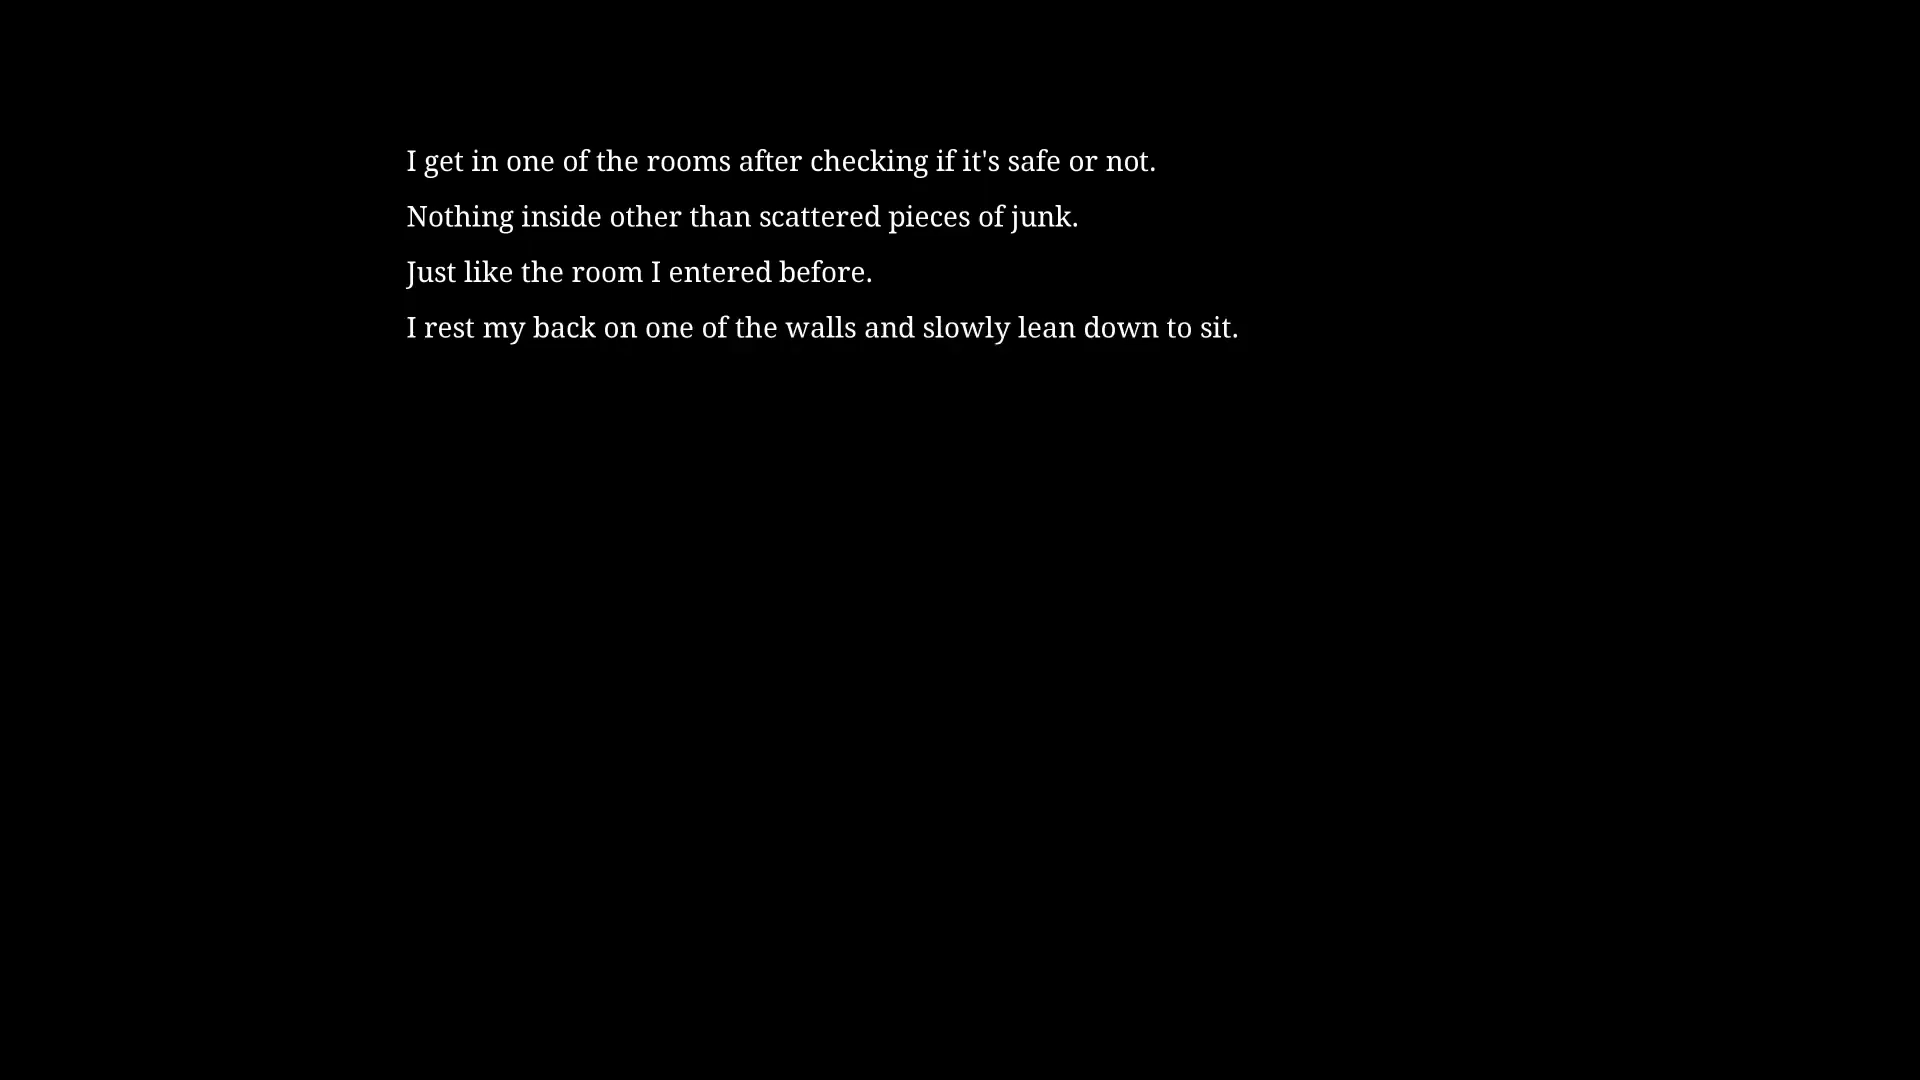 I get in one of the rooms after checking if it's safe or not.
Nothing inside other than scattered pieces of junk.
Just like the room I entered before.
I rest my back on one of the walls and slowly lean down to sit.